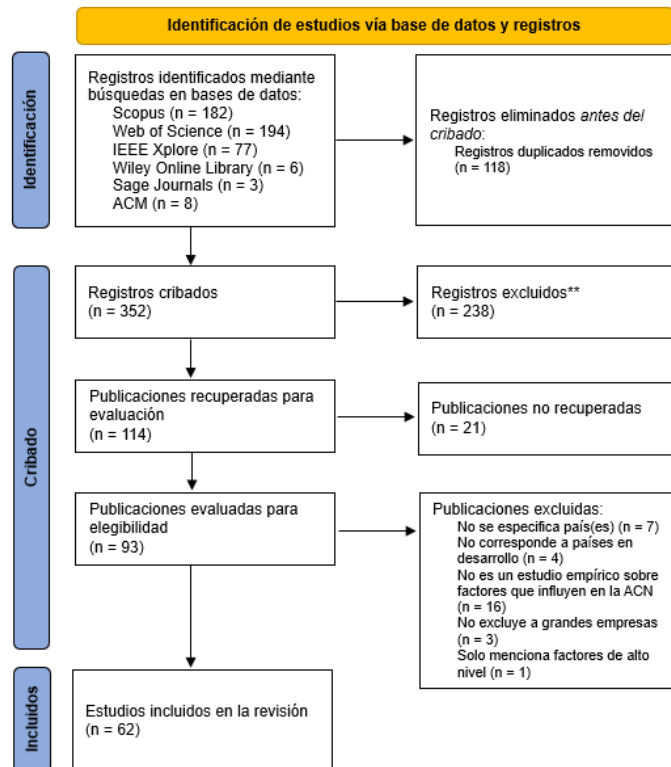 Identificación de estudios vía base de datos y registros
Identificación
Registros identificados mediante
búsquedas en bases de datos:
Scopus (n = 182)
Web of Science (n = 194)
IEEE Xplore (n = 77)
Wiley Online Library (n = 6)
Sage Journals (n = 3)
ACM (n = 8)
Registros eliminados antes del
cribado:
Registros duplicados removidos
(n = 118)
Cribado
Registros cribados
(n = 352)
Registros excluidos**
(n = 238)
Publicaciones recuperadas para
evaluación
(n = 114)
Publicaciones no recuperadas
(n = 21)
Publicaciones evaluadas para
elegibilidad
(n = 93)
Publicaciones excluidas:
No se especifica país(es) (n = 7)
No corresponde a países en
desarrollo (n = 4)
No es un estudio empírico sobre
factores que influyen en la ACN
(n = 16)
No excluye a grandes empresas
(n = 3)
Solo menciona factores de alto
nivel (n = 1)
Incluidos
Estudios incluidos en la revisión
(n = 62)